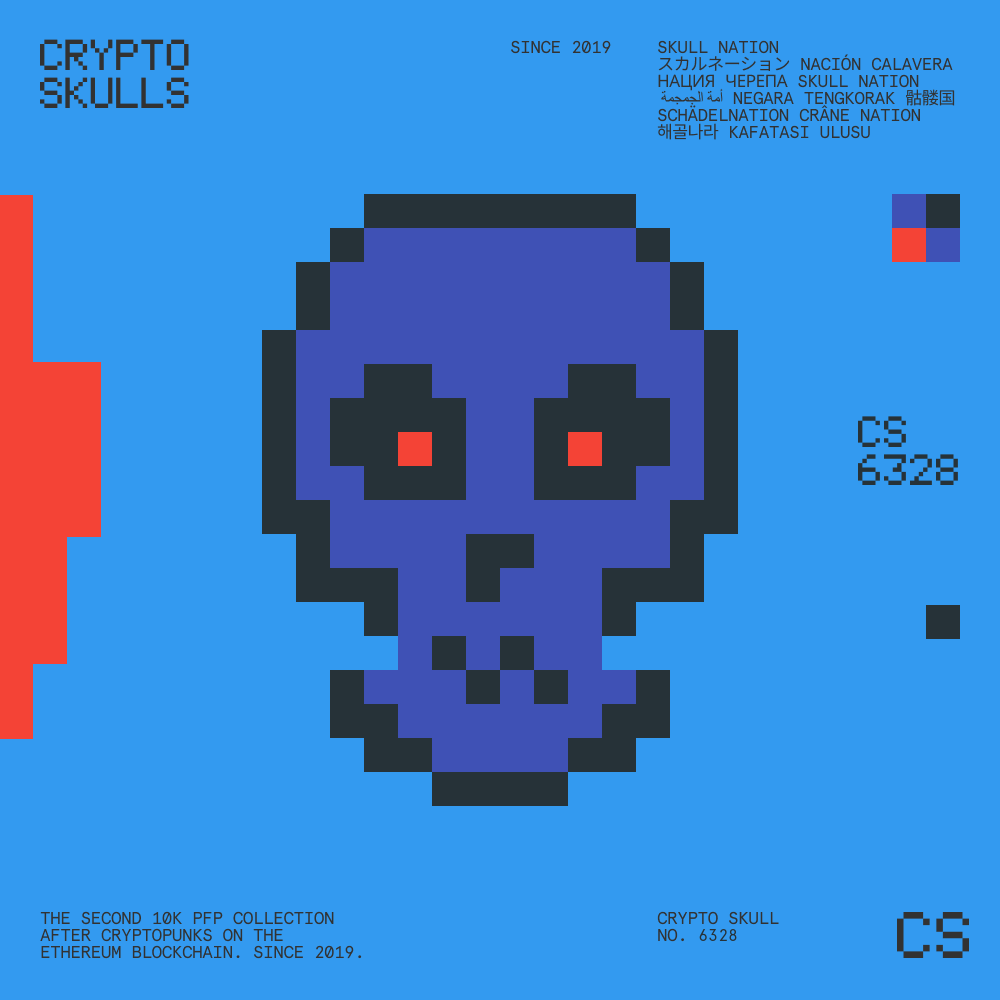 CRYPTO
SKULLS
SINCE 2019
SKULL NATION
スカルネーション NACIÓN CALAVERA
НАЦИЯ ЧЕРЕПА SKULL NATION
أمة الجمجمة NEGARA TENGKORAK 骷髅国
SCHÄDELNATION CRÂNE NATION
해골나라 KAFATASI ULUSU
CS
6328
THE SECOND 10K PFP COLLECTION
AFTER CRYPTOPUNKS ON THE
ETHEREUM BLOCKCHAIN. SINCE 2019.
CRYPTO SKULL
NO. 6328
CS